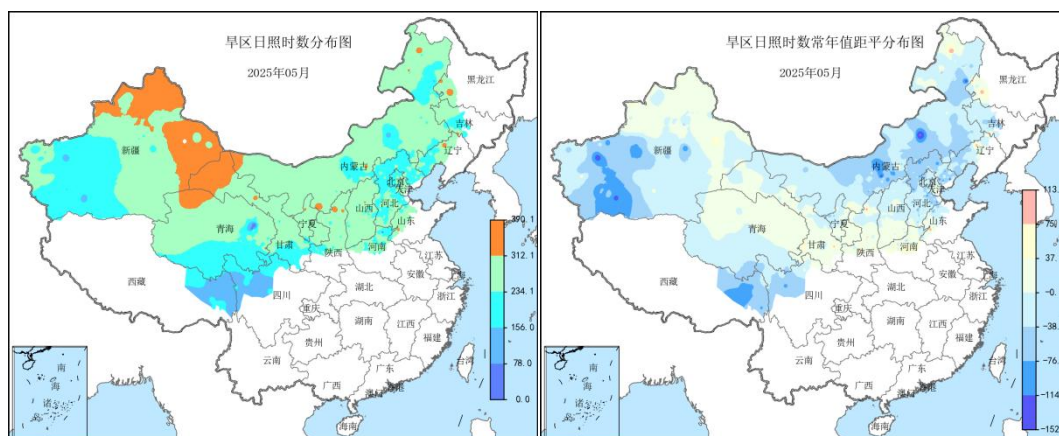 旱区日照时数分布图
2025年05月
黑龙江
吉林
辽宁
新疆
内蒙古
北京
天津
河北
山西
山东
宁夏
青海
甘肃
陕西
河南
江苏
安徽
上海
西藏
四川
湖北
浙江
重庆
湖南
江西
贵州
福建
云南
台湾
广西
广东
香港
海南
南
海
诸
岛
390.1
312.1
234.1
156.0
78.0
0.0
旱区日照时数常年值距平分布图
2025年05月
黑龙江
吉林
辽宁
新疆
内蒙古
北京
天津
河北
山西
山东
宁夏
青海
甘肃
陕西
河南
江苏
安徽
上海
西藏
四川
湖北
浙江
重庆
湖南
江西
贵州
福建
云南
台湾
广西
广东
香港
海南
南
海
诸
岛
113.
75.
37.
-0.
-38.
-76.
-114
-152